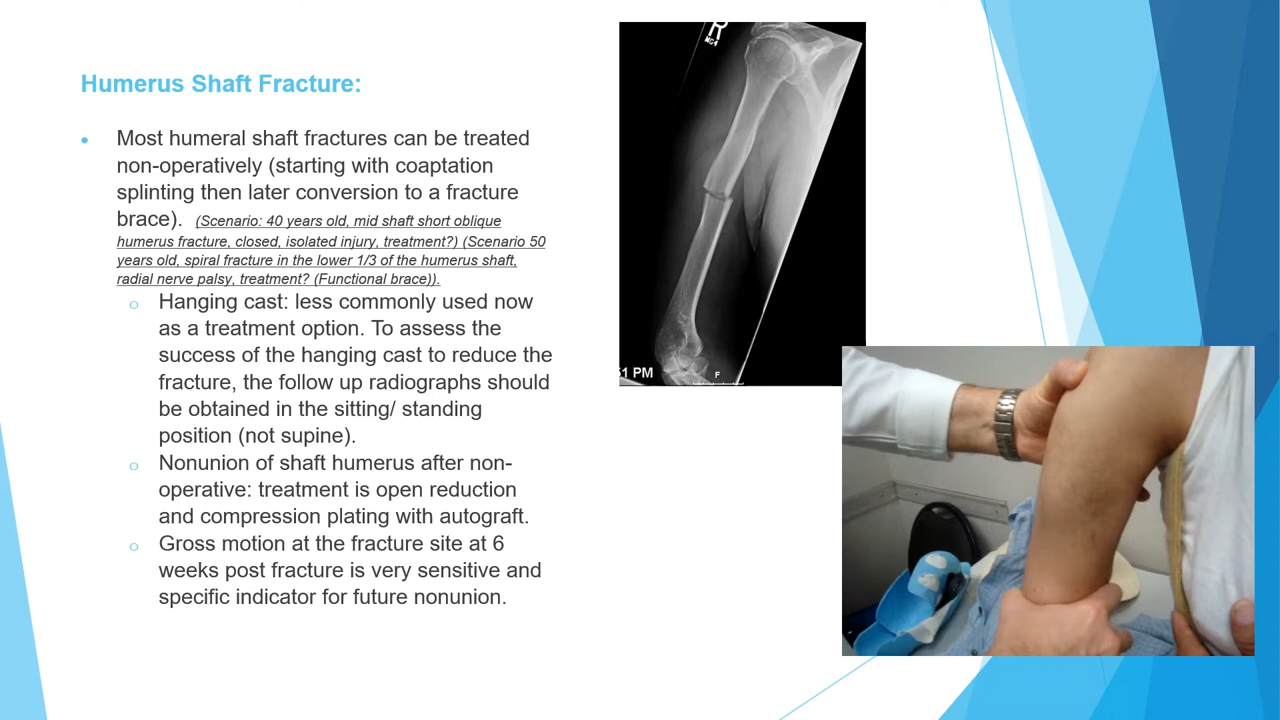 Humerus Shaft Fracture:
Most humeral shaft fractures can be treated
non-operatively (starting with coaptation
splinting then later conversion to a fracture
brace). (Scenario: 40 years old, mid shaft short oblique
humerus fracture, closed, isolated injury, treatment?) (Scenario 50
years old, spiral fracture in the lower 1/3 of the humerus shaft,
radial nerve palsy, treatment? (Functional brace)).
Hanging cast: less commonly used now
as a treatment option. To assess the
success of the hanging cast to reduce the
fracture, the follow up radiographs should
be obtained in the sitting/ standing
position (not supine).
Nonunion of shaft humerus after non-
operative: treatment is open reduction
and compression plating with autograft.
Gross motion at the fracture site at 6
weeks post fracture is very sensitive and
specific indicator for future nonunion.
R
51 PM
F